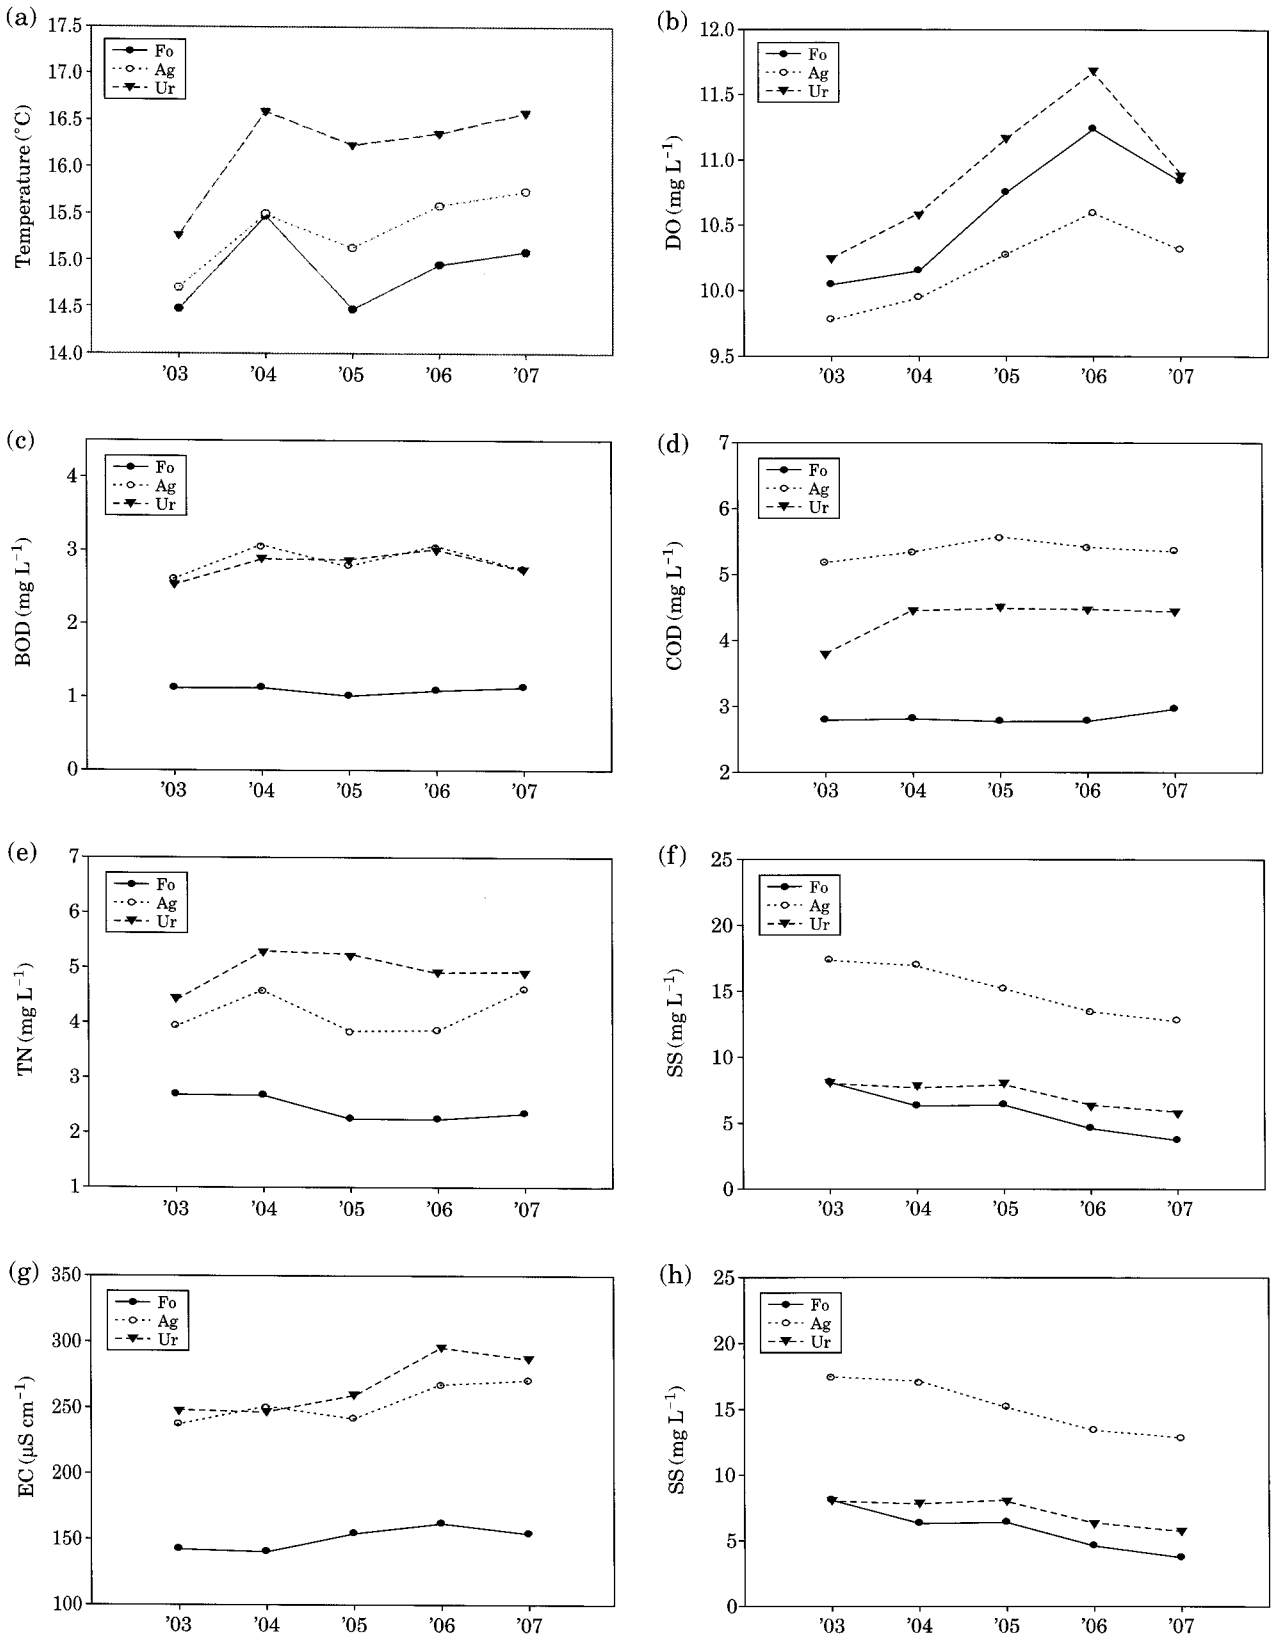 (a)
17.5
17.0
16.5
16.0
15.5
15.0
14.5
14.0
Temperature (°C)
Fo
Ag
Ur
'03 '04 '05 '06 '07
(b)
12.0
11.5
11.0
10.5
10.0
9.5
DO (mg L⁻¹)
Fo
Ag
Ur
'03 '04 '05 '06 '07
(c)
4
3
2
1
0
BOD (mg L⁻¹)
Fo
Ag
Ur
'03 '04 '05 '06 '07
(d)
7
6
5
4
3
2
COD (mg L⁻¹)
Fo
Ag
Ur
'03 '04 '05 '06 '07
(e)
7
6
5
4
3
2
1
TN (mg L⁻¹)
Fo
Ag
Ur
'03 '04 '05 '06 '07
(f)
25
20
15
10
5
0
SS (mg L⁻¹)
Fo
Ag
Ur
'03 '04 '05 '06 '07
(g)
350
300
250
200
150
100
EC (µS cm⁻¹)
Fo
Ag
Ur
'03 '04 '05 '06 '07
(h)
25
20
15
10
5
0
SS (mg L⁻¹)
Fo
Ag
Ur
'03 '04 '05 '06 '07